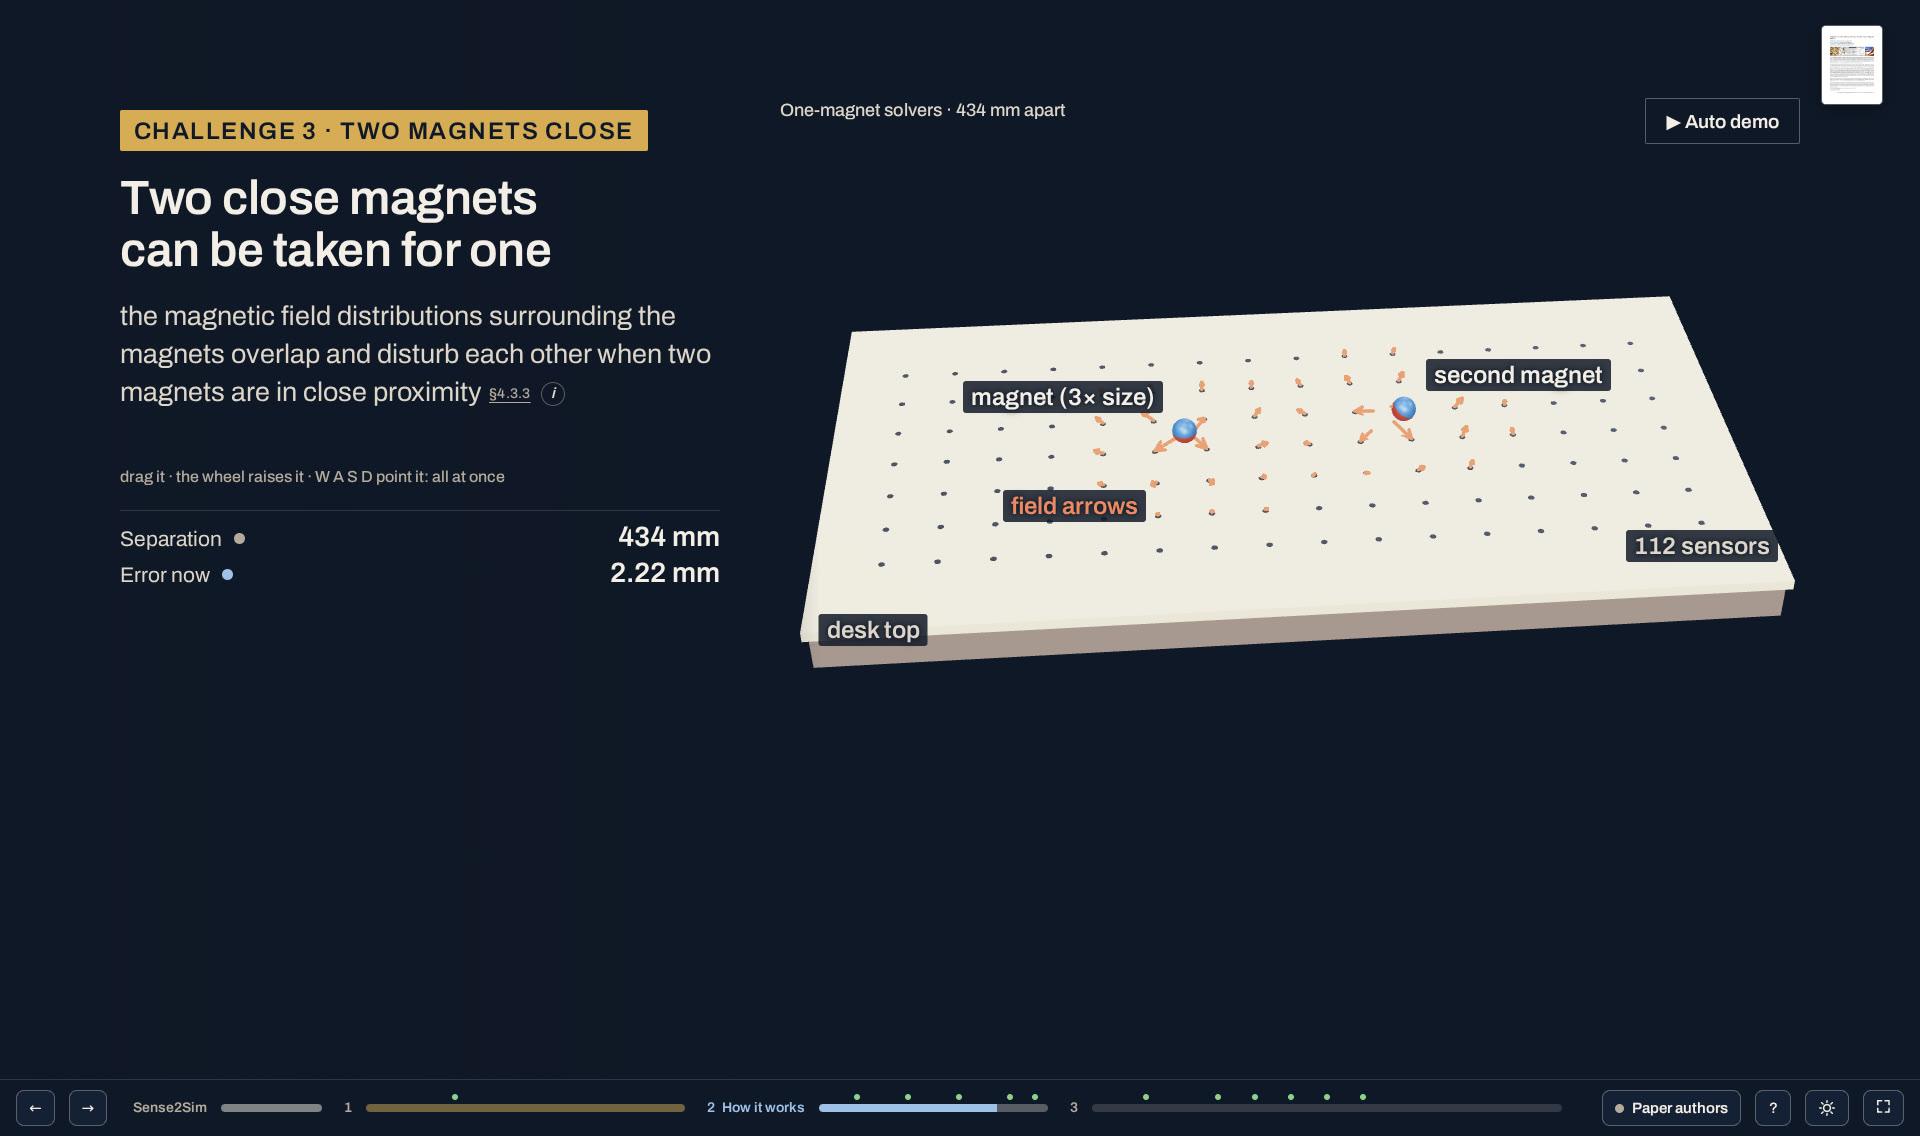 CHALLENGE 3 · TWO MAGNETS CLOSE
Two close magnets
can be taken for one
the magnetic field distributions surrounding the
magnets overlap and disturb each other when two
magnets are in close proximity §4.3.3 i
drag it · the wheel raises it · W A S D point it: all at once
Separation 434 mm
Error now 2.22 mm
One-magnet solvers · 434 mm apart
▶ Auto demo
second magnet
magnet (3× size)
field arrows
112 sensors
desk top
← → Sense2Sim 1 2 How it works 3 Paper authors ?